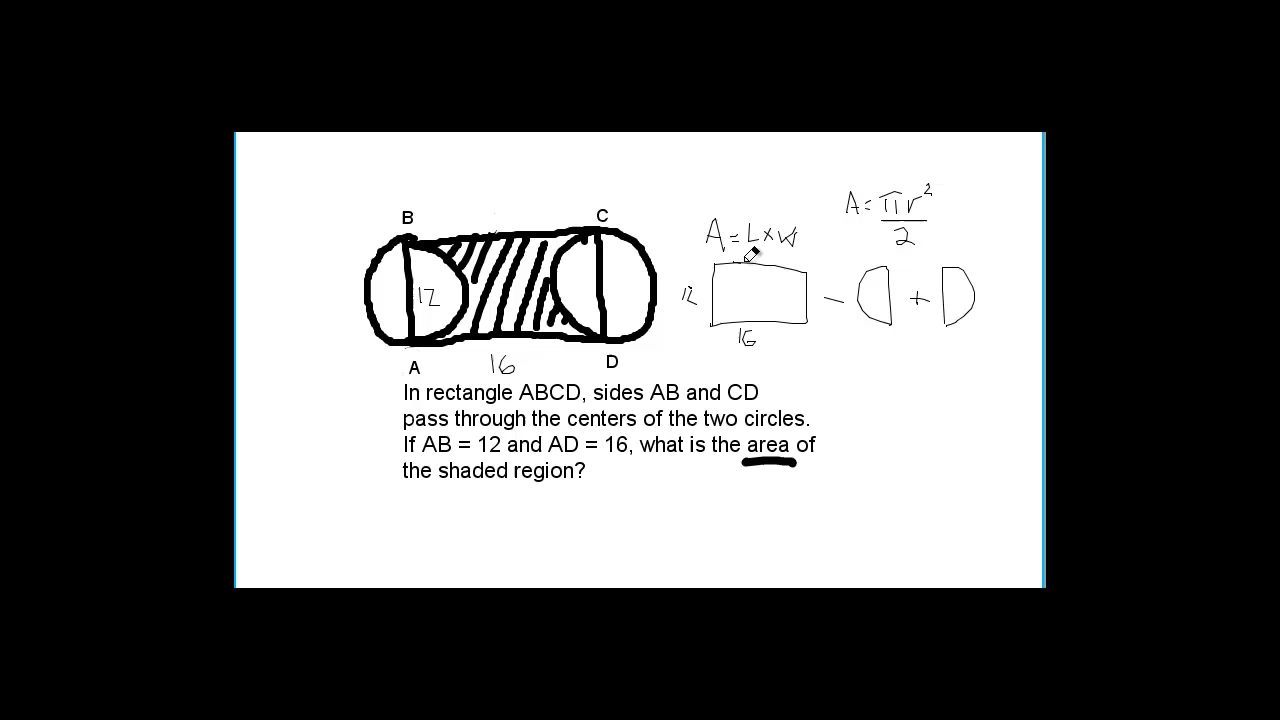 B
C
12
A
16
D
A = πr²/2
A = L×w
12
16
−
+
In rectangle ABCD, sides AB and CD
pass through the centers of the two circles.
If AB = 12 and AD = 16, what is the area of
the shaded region?